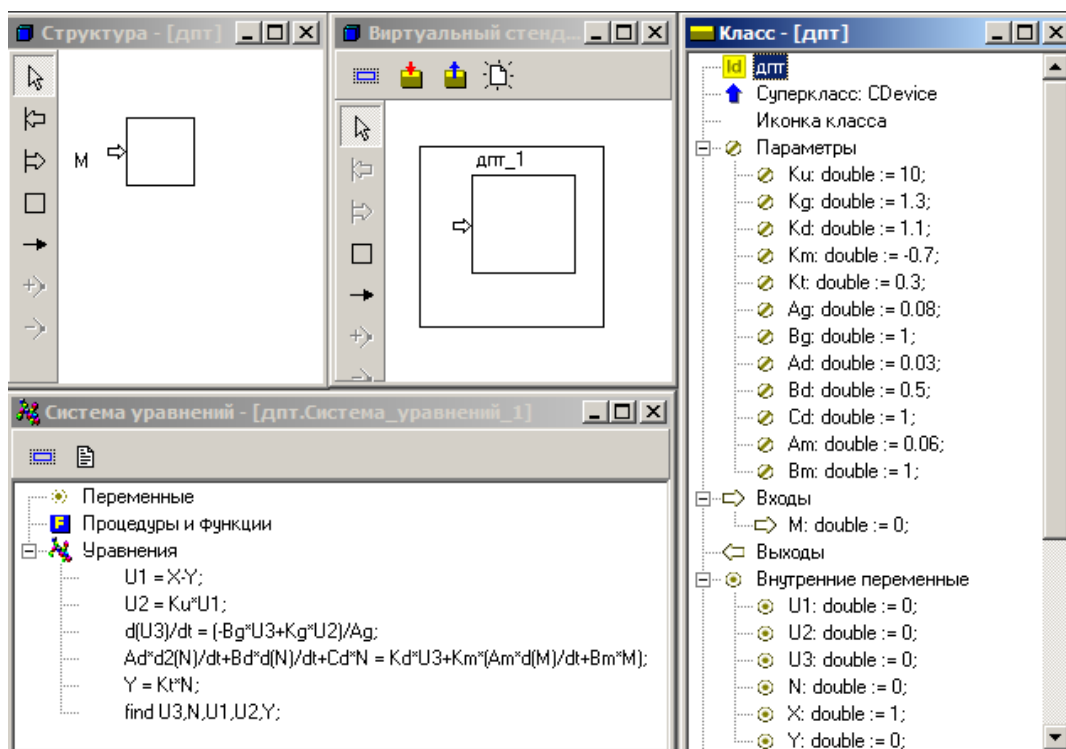 Структура - [дпт]
M
Виртуальный стенд...
дпт_1
Система уравнений - [дпт.Система_уравнений_1]
Переменные
F Процедуры и функции
Уравнения
U1 = X-Y;
U2 = Ku*U1;
d(U3)/dt = (-Bg*U3+Kg*U2)/Ag;
Ad*d2(N)/dt+Bd*d(N)/dt+Cd*N = Kd*U3+Km*(Am*d(M)/dt+Bm*M);
Y = Kt*N;
find U3,N,U1,U2,Y;
Класс - [дпт]
Id дпт
Суперкласс: CDevice
Иконка класса
Параметры
Ku: double := 10;
Kg: double := 1.3;
Kd: double := 1.1;
Km: double := -0.7;
Kt: double := 0.3;
Ag: double := 0.08;
Bg: double := 1;
Ad: double := 0.03;
Bd: double := 0.5;
Cd: double := 1;
Am: double := 0.06;
Bm: double := 1;
Входы
M: double := 0;
Выходы
Внутренние переменные
U1: double := 0;
U2: double := 0;
U3: double := 0;
N: double := 0;
X: double := 1;
Y: double := 0;